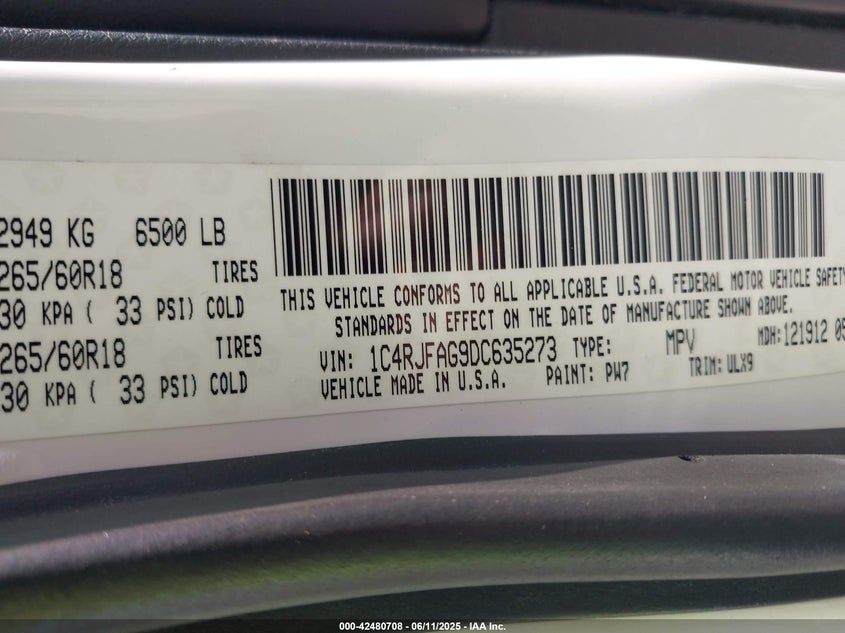 2949 KG 6500 LB
265/60R18 TIRES
30 KPA ( 33 PSI) COLD
265/60R18 TIRES
30 KPA ( 33 PSI) COLD
THIS VEHICLE CONFORMS TO ALL APPLICABLE U.S.A. FEDERAL MOTOR VEHICLE SAFETY
STANDARDS IN EFFECT ON THE DATE OF MANUFACTURE SHOWN ABOVE.
VIN: 1C4RJFAG9DC635273 TYPE: MPV MDH: 121912 05
VEHICLE MADE IN U.S.A. PAINT: PW7 TRIM: ULX9
000-42480708 - 06/11/2025 - IAA Inc.